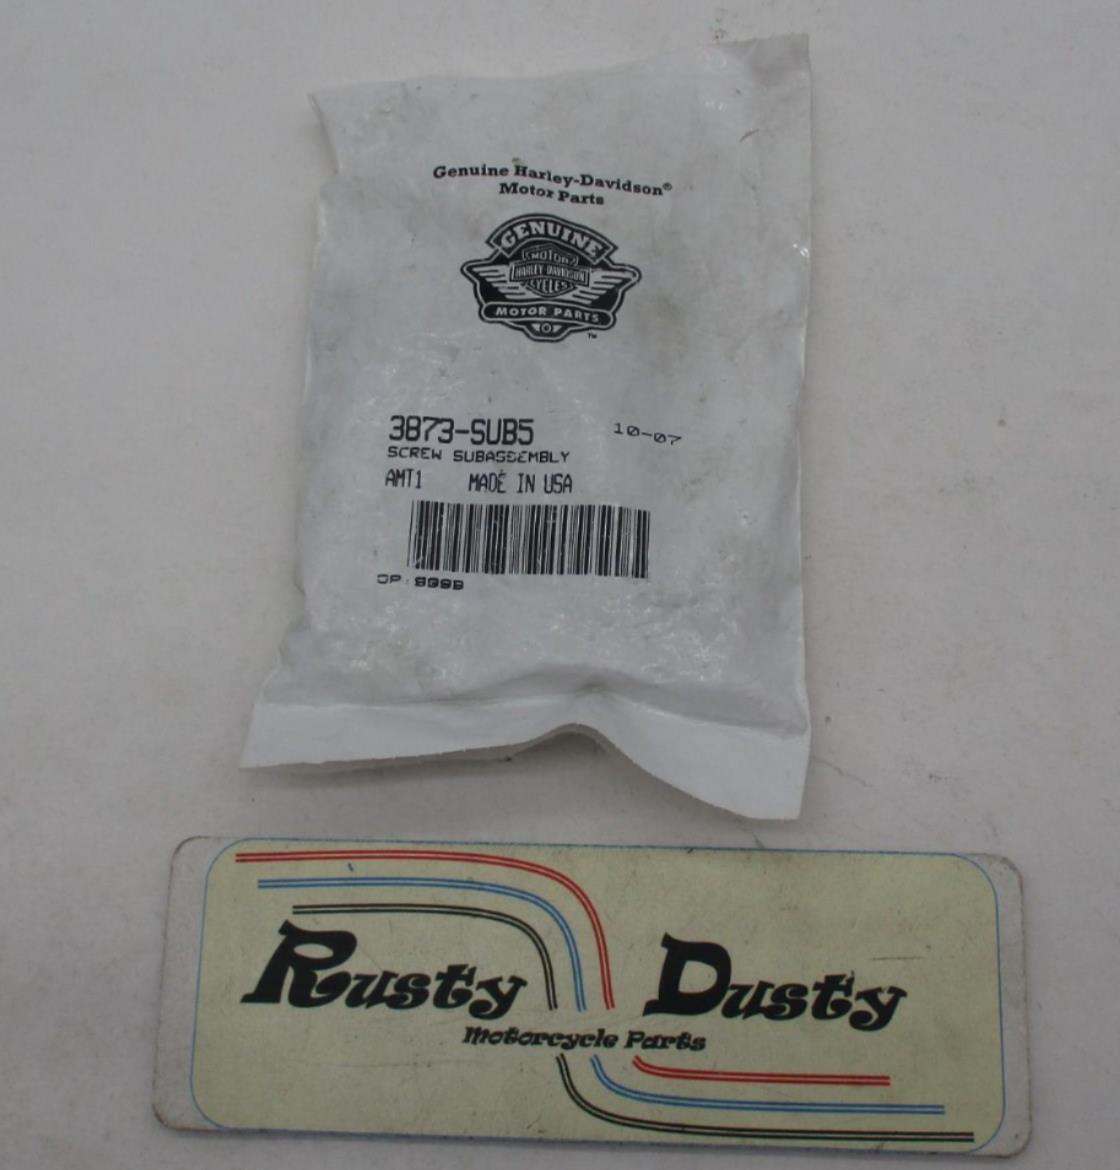 Genuine Harley-Davidson®
Motor Parts
GENUINE
MOTOR
HARLEY-DAVIDSON
CYCLES
MOTOR PARTS
™
3873-SUB5 10-07
SCREW SUBASSEMBLY
AMT1 MADE IN USA
Rusty Dusty
Motorcycle Parts